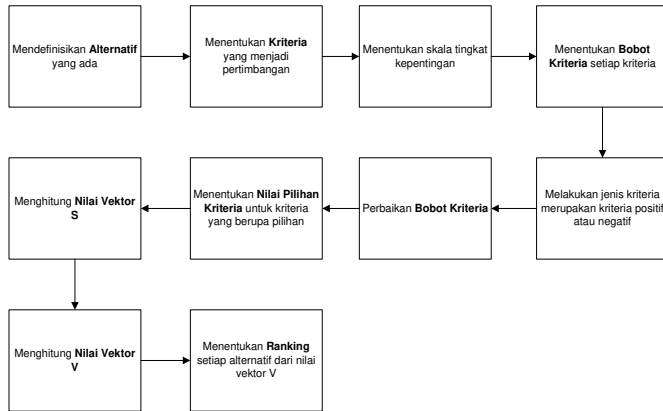 Mendefinisikan Alternatif
yang ada
Menentukan Kriteria
yang menjadi
pertimbangan
Menentukan skala tingkat
kepentingan
Menentukan Bobot
Kriteria setiap kriteria
Melakukan jenis kriteria
merupakan kriteria positif
atau negatif
Perbaikan Bobot Kriteria
Menentukan Nilai Pilihan
Kriteria untuk kriteria
yang berupa pilihan
Menghitung Nilai Vektor
S
Menghitung Nilai Vektor
V
Menentukan Ranking
setiap alternatif dari nilai
vektor V